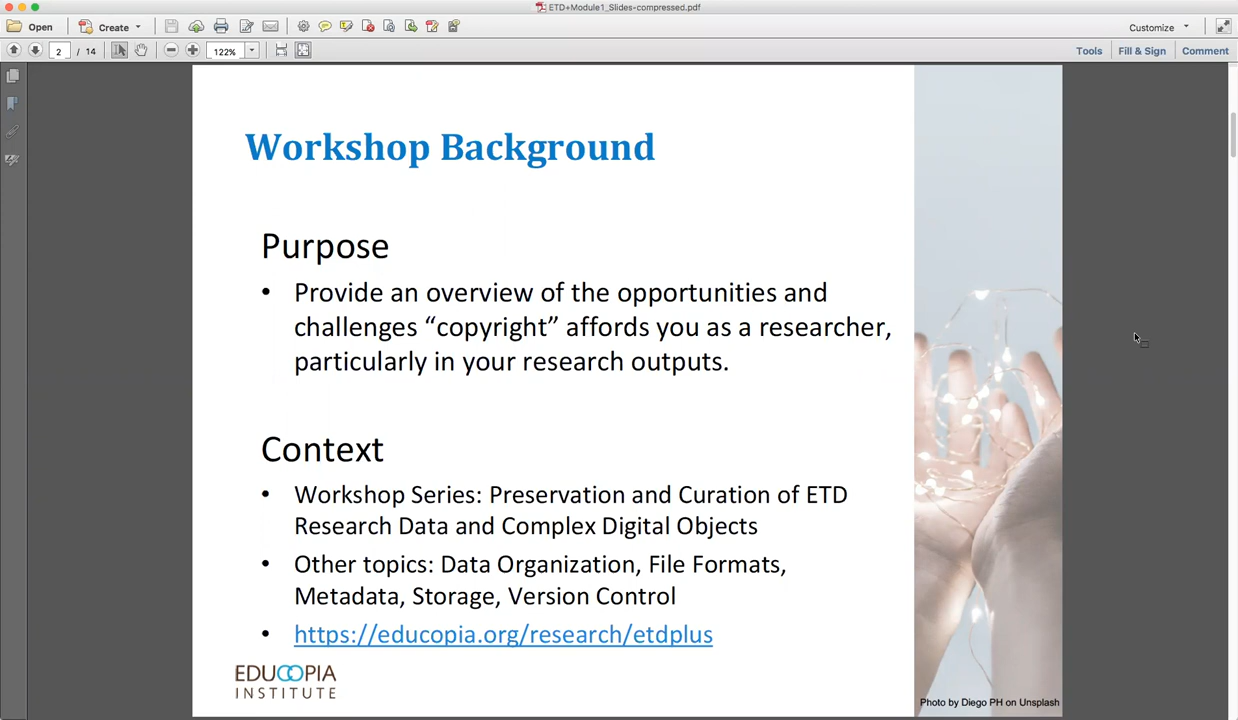 ETD+Module1_Slides-compressed.pdf
Open
Create
Customize
2 / 14
122%
Tools
Fill & Sign
Comment
Workshop Background
Purpose
• Provide an overview of the opportunities and
challenges “copyright” affords you as a researcher,
particularly in your research outputs.
Context
• Workshop Series: Preservation and Curation of ETD
Research Data and Complex Digital Objects
• Other topics: Data Organization, File Formats,
Metadata, Storage, Version Control
• https://educopia.org/research/etdplus
EDUCOPIA
INSTITUTE
Photo by Diego PH on Unsplash